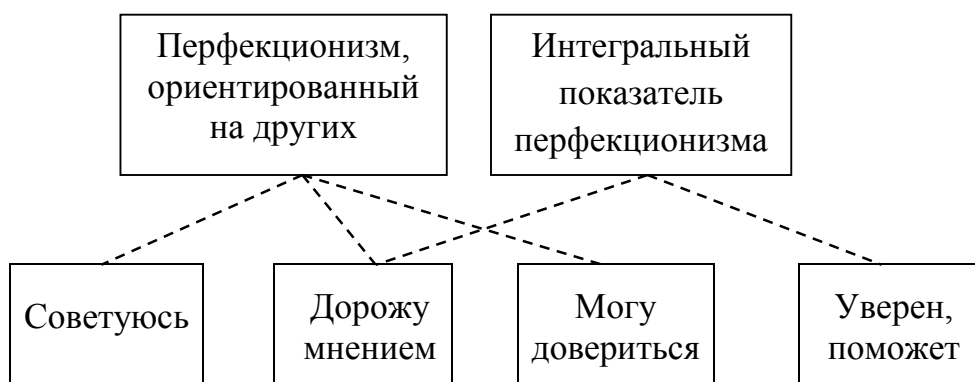 Перфекционизм,
ориентированный
на других
Интегральный
показатель
перфекционизма
Советуюсь
Дорожу
мнением
Могу
довериться
Уверен,
поможет